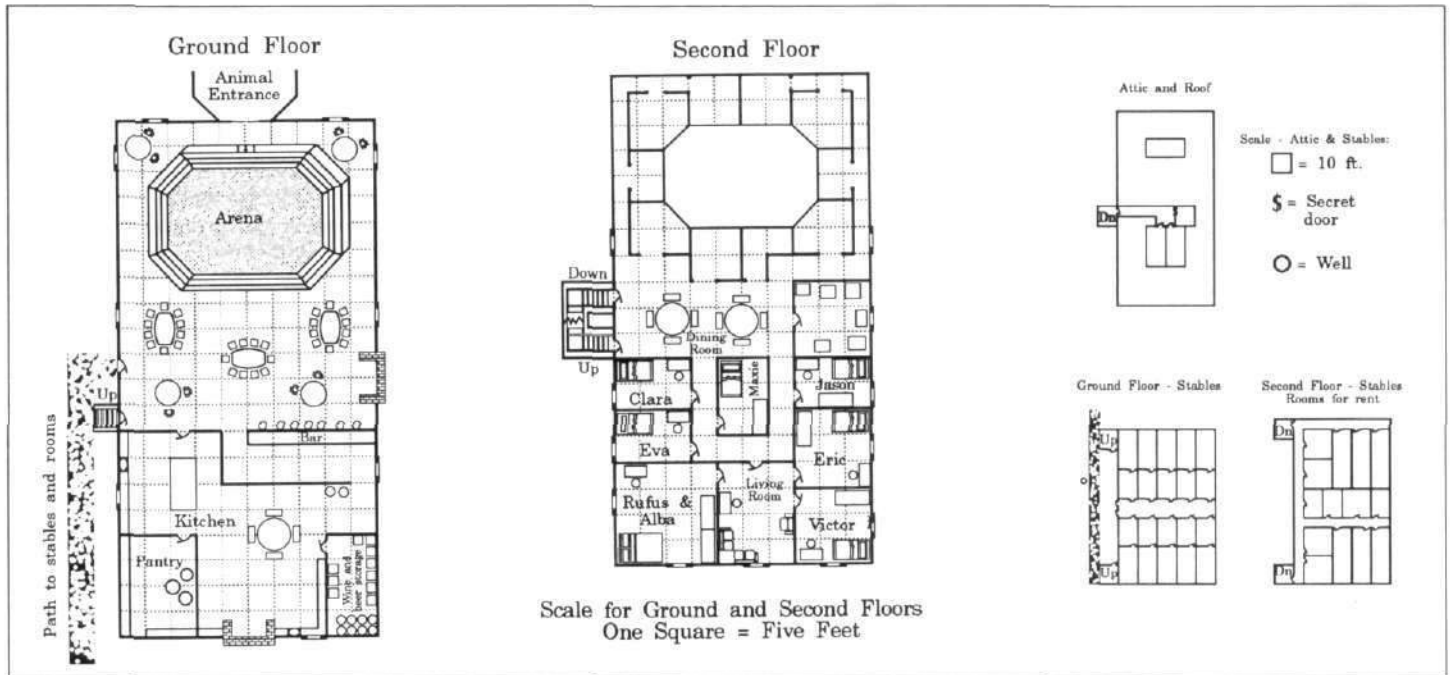 Ground Floor
Animal
Entrance
Arena
Up
Bar
Kitchen
Pantry
Wine and
beer storage
Path to stables and rooms
Second Floor
Down
Up
Dining
Room
Clara
Maxie
Jason
Eva
Eric
Rufus &
Alba
Living
Room
Victor
Scale for Ground and Second Floors
One Square = Five Feet
Attic and Roof
Dn
Scale - Attic & Stables:
= 10 ft.
$ = Secret
door
= Well
Ground Floor - Stables
Up
Up
Second Floor - Stables
Rooms for rent
Dn
Dn